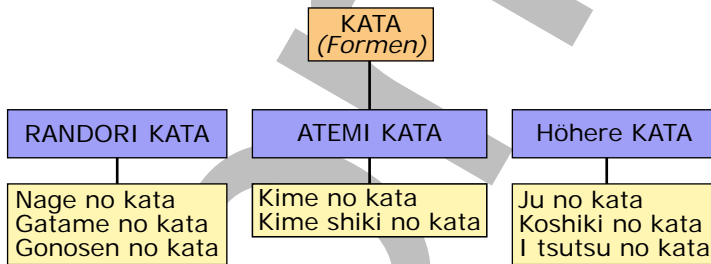 KATA
(Formen)
RANDORI KATA
ATEMI KATA
Höhere KATA
Nage no kata
Gatame no kata
Gonosen no kata
Kime no kata
Kime shiki no kata
Ju no kata
Koshiki no kata
I tsutsu no kata